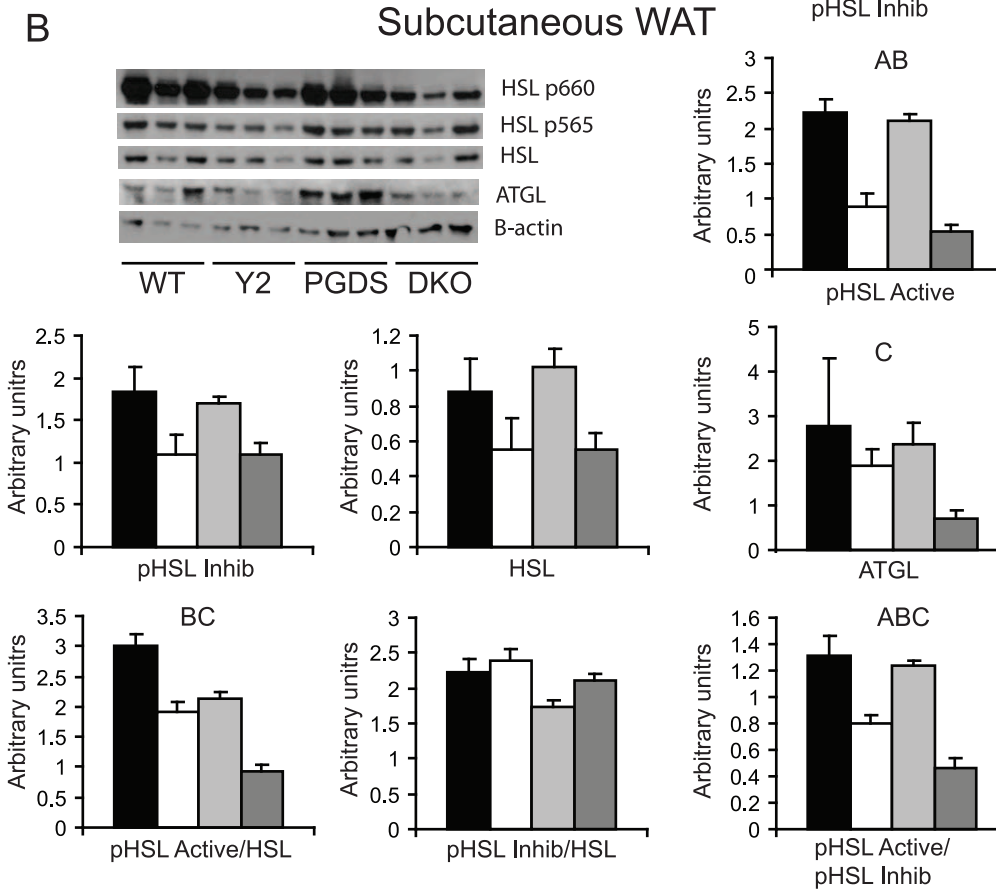 pHSL Inhib
B
Subcutaneous WAT
HSL p660
HSL p565
HSL
ATGL
B-actin
WT Y2 PGDS DKO
AB
Arbitrary unitrs
2.5
2
1.5
1
0.5
0
pHSL Active
Arbitrary unitrs
2.5
2
1.5
1
0.5
0
pHSL Inhib
Arbitrary unitrs
1.2
1
0.8
0.6
0.4
0.2
0
HSL
C
Arbitrary unitrs
5
4
3
2
1
0
ATGL
BC
Arbitrary unitrs
3.5
3
2.5
2
1.5
1
0.5
0
pHSL Active/HSL
Arbitrary unitrs
3
2.5
2
1.5
1
0.5
0
pHSL Inhib/HSL
ABC
Arbitrary unitrs
1.6
1.4
1.2
1
0.8
0.6
0.4
0.2
0
pHSL Active/
pHSL Inhib